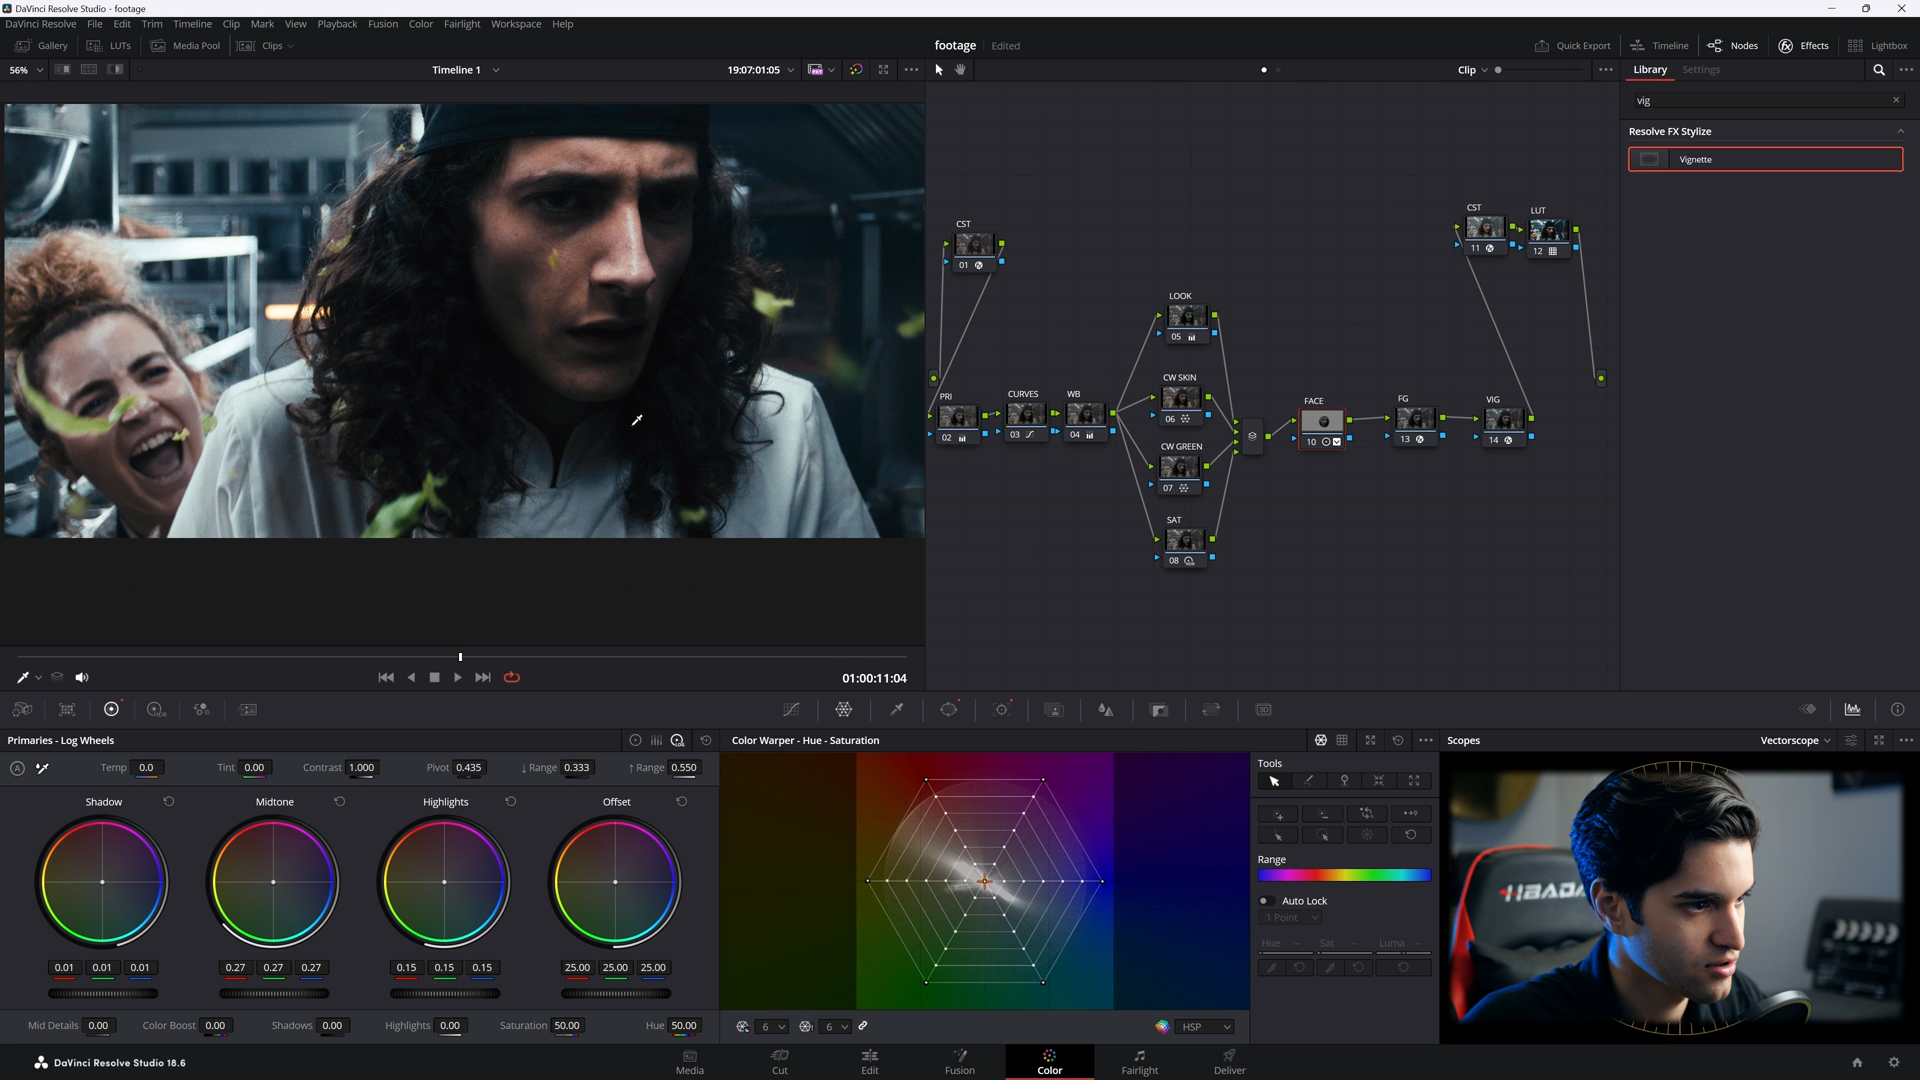 DaVinci Resolve Studio - footage
DaVinci Resolve File Edit Trim Timeline Clip Mark View Playback Fusion Color Fairlight Workspace Help
Gallery LUTs Media Pool Clips footage Edited Quick Export Timeline Nodes Effects Lightbox
56% Timeline 1 19:07:01:05 Clip Library Settings
vig
Resolve FX Stylize
Vignette
CST
01
CST
11
LUT
12
LOOK
05
CW SKIN
06
PRI
02
CURVES
03
WB
04
CW GREEN
07
SAT
08
FACE
10
FG
13
VIG
14
01:00:11:04
HDR
3D
Primaries - Log Wheels
LOG
Temp 0.0 Tint 0.00 Contrast 1.000 Pivot 0.435 ↓ Range 0.333 ↑ Range 0.550
Shadow Midtone Highlights Offset
0.01 0.01 0.01 0.27 0.27 0.27 0.15 0.15 0.15 25.00 25.00 25.00
Mid Details 0.00 Color Boost 0.00 Shadows 0.00 Highlights 0.00 Saturation 50.00 Hue 50.00
Color Warper - Hue - Saturation
Tools
Range
Auto Lock
1 Point
Hue Sat Luma
6 6 HSP
Scopes Vectorscope
HBADA
DaVinci Resolve Studio 18.6
Media Cut Edit Fusion Color Fairlight Deliver